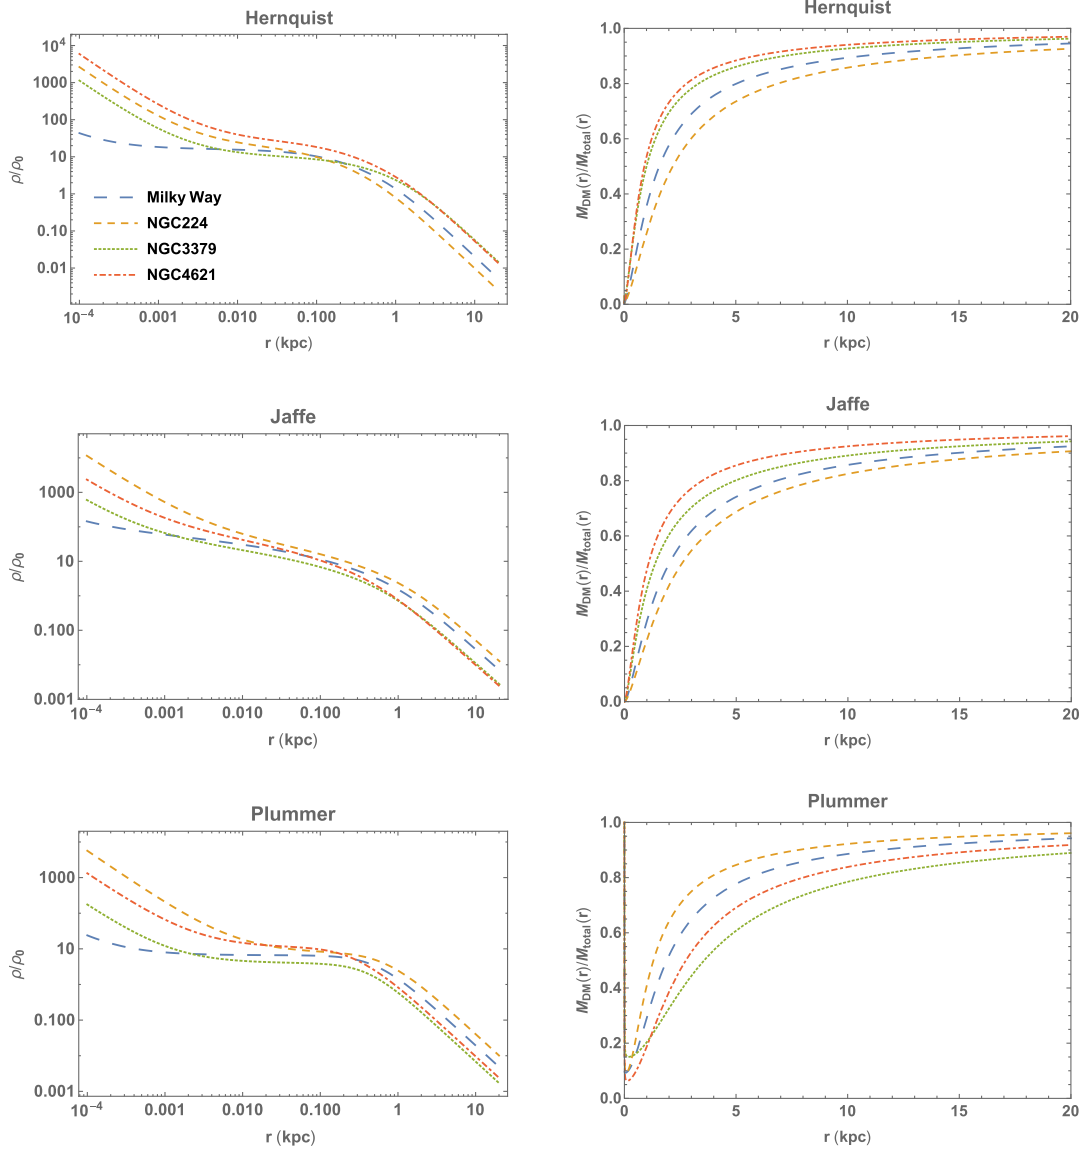 Hernquist
10⁴
1000
100
10
1
0.10
0.01
ρ/ρ₀
Milky Way
NGC224
NGC3379
NGC4621
10⁻⁴ 0.001 0.010 0.100 1 10
r (kpc)
Hernquist
1.0
0.8
0.6
0.4
0.2
0.0
M_DM(r)/M_total(r)
0 5 10 15 20
r (kpc)
Jaffe
1000
10
0.100
0.001
ρ/ρ₀
10⁻⁴ 0.001 0.010 0.100 1 10
r (kpc)
Jaffe
1.0
0.8
0.6
0.4
0.2
0.0
M_DM(r)/M_total(r)
0 5 10 15 20
r (kpc)
Plummer
1000
10
0.100
0.001
ρ/ρ₀
10⁻⁴ 0.001 0.010 0.100 1 10
r (kpc)
Plummer
1.0
0.8
0.6
0.4
0.2
0.0
M_DM(r)/M_total(r)
0 5 10 15 20
r (kpc)